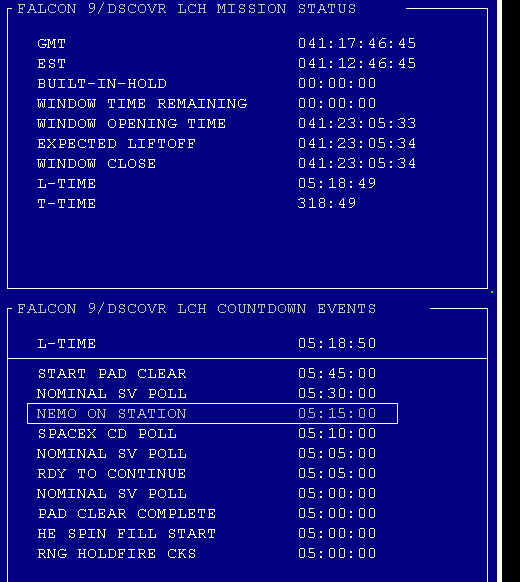 FALCON 9/DSCOVR LCH MISSION STATUS
GMT 041:17:46:45
EST 041:12:46:45
BUILT-IN-HOLD 00:00:00
WINDOW TIME REMAINING 00:00:00
WINDOW OPENING TIME 041:23:05:33
EXPECTED LIFTOFF 041:23:05:34
WINDOW CLOSE 041:23:05:34
L-TIME 05:18:49
T-TIME 318:49
FALCON 9/DSCOVR LCH COUNTDOWN EVENTS
L-TIME 05:18:50
START PAD CLEAR 05:45:00
NOMINAL SV POLL 05:30:00
NEMO ON STATION 05:15:00
SPACEX CD POLL 05:10:00
NOMINAL SV POLL 05:05:00
RDY TO CONTINUE 05:05:00
NOMINAL SV POLL 05:00:00
PAD CLEAR COMPLETE 05:00:00
HE SPIN FILL START 05:00:00
RNG HOLDFIRE CKS 05:00:00